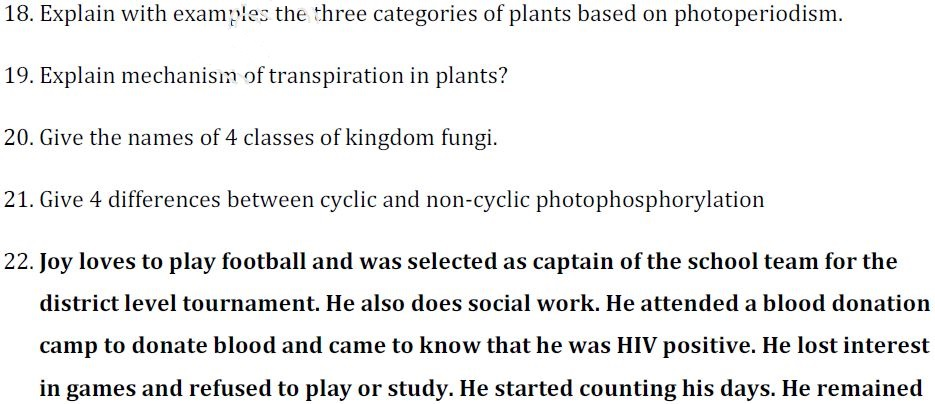 18. Explain with examples the three categories of plants based on photoperiodism.
19. Explain mechanism of transpiration in plants?
20. Give the names of 4 classes of kingdom fungi.
21. Give 4 differences between cyclic and non-cyclic photophosphorylation
22. Joy loves to play football and was selected as captain of the school team for the
district level tournament. He also does social work. He attended a blood donation
camp to donate blood and came to know that he was HIV positive. He lost interest
in games and refused to play or study. He started counting his days. He remained